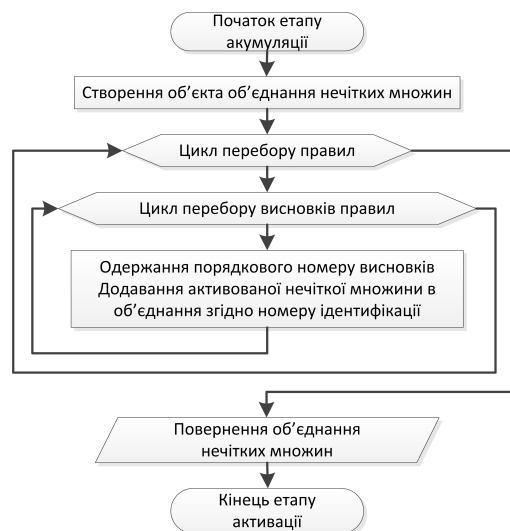 Початок етапу
акумуляції
Створення об’єкта об’єднання нечітких множин
Цикл перебору правил
Цикл перебору висновків правил
Одержання порядкового номеру висновків
Додавання активованої нечіткої множини в
об’єднання згідно номеру ідентифікації
Повернення об’єднання
нечітких множин
Кінець етапу
активації